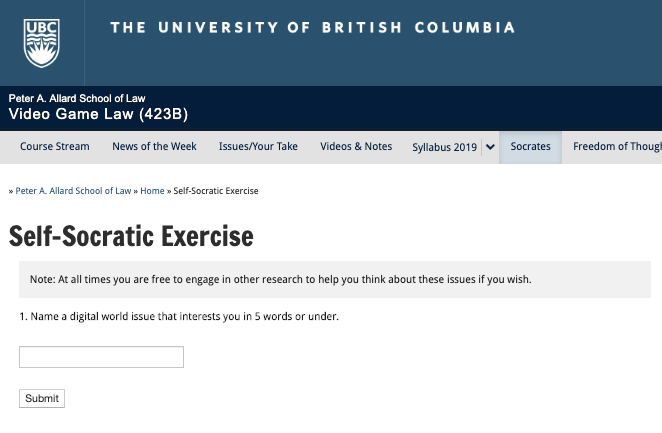 UBC
THE UNIVERSITY OF BRITISH COLUMBIA
Peter A. Allard School of Law
Video Game Law (423B)
Course Stream News of the Week Issues/Your Take Videos & Notes Syllabus 2019 Socrates Freedom of
» Peter A. Allard School of Law » Home » Self-Socratic Exercise
Self-Socratic Exercise
Note: At all times you are free to engage in other research to help you think about these issues if you wish.
1. Name a digital world issue that interests you in 5 words or under.
Submit